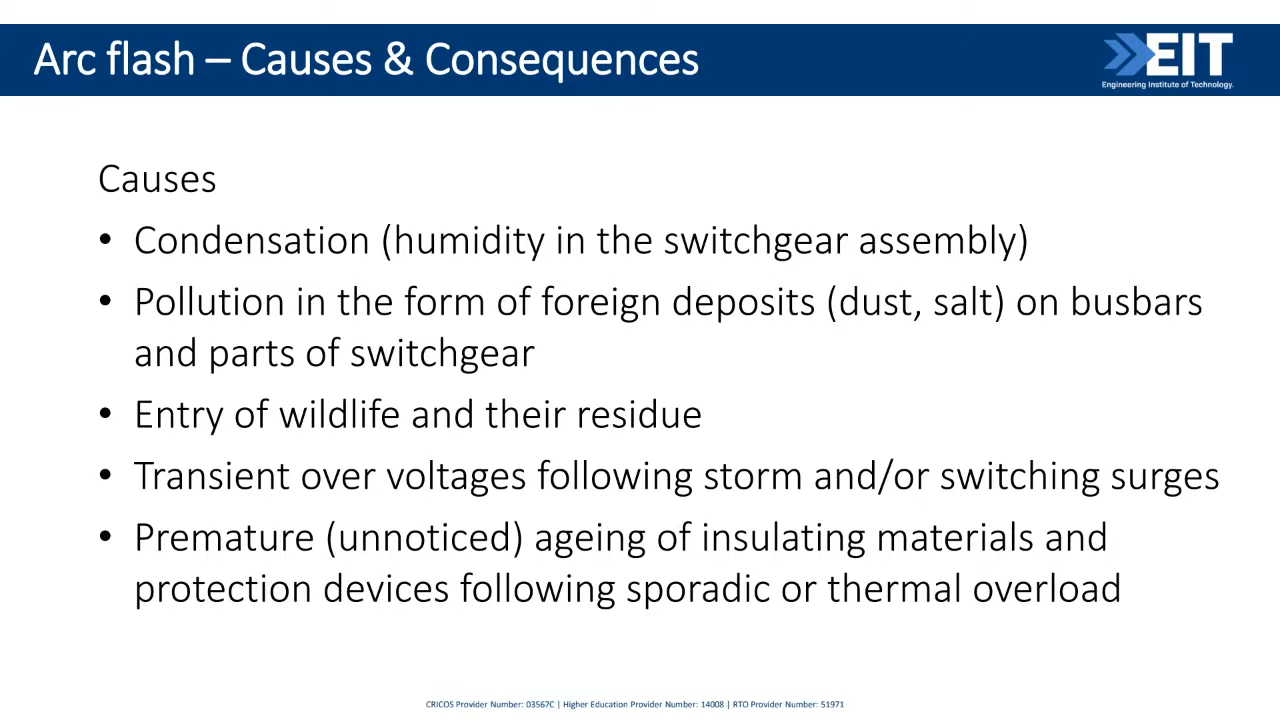 Arc flash – Causes & Consequences
EIT
Engineering Institute of Technology.
Causes
• Condensation (humidity in the switchgear assembly)
• Pollution in the form of foreign deposits (dust, salt) on busbars
and parts of switchgear
• Entry of wildlife and their residue
• Transient over voltages following storm and/or switching surges
• Premature (unnoticed) ageing of insulating materials and
protection devices following sporadic or thermal overload
CRICOS Provider Number: 03567C | Higher Education Provider Number: 14008 | RTO Provider Number: 51971